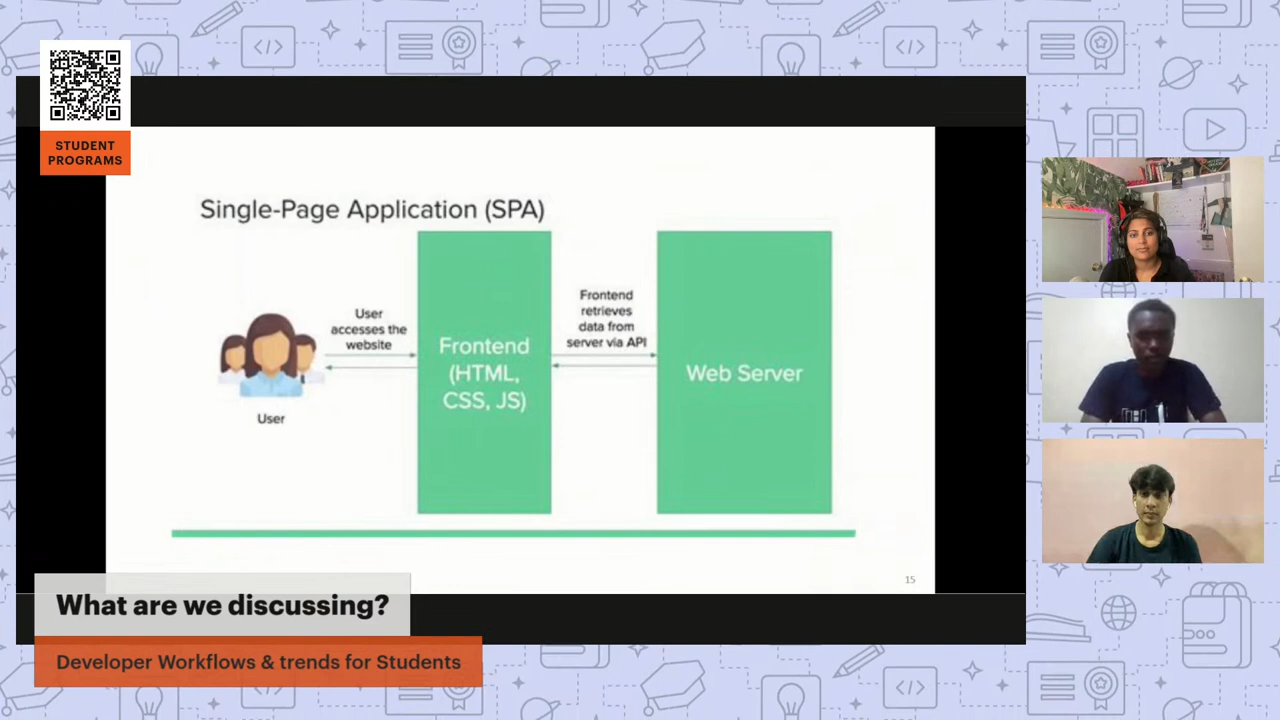 STUDENT
PROGRAMS
Single-Page Application (SPA)
User
accesses the
website
Frontend
retrieves
data from
server via API
Frontend
(HTML,
CSS, JS)
Web Server
User
15
What are we discussing?
Developer Workflows & trends for Students